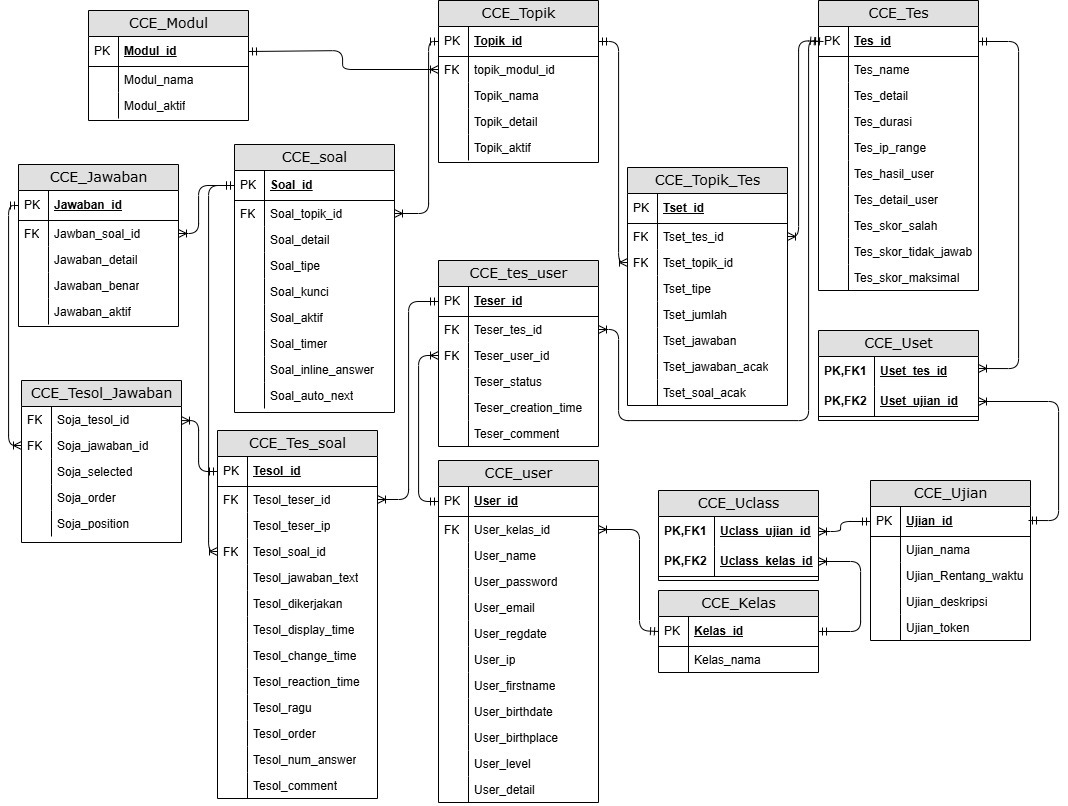 CCE_Modul
PK Modul_id
Modul_nama
Modul_aktif
CCE_Topik
PK Topik_id
FK topik_modul_id
Topik_nama
Topik_detail
Topik_aktif
CCE_Tes
PK Tes_id
Tes_name
Tes_detail
Tes_durasi
Tes_ip_range
Tes_hasil_user
Tes_detail_user
Tes_skor_salah
Tes_skor_tidak_jawab
Tes_skor_maksimal
CCE_Jawaban
PK Jawaban_id
FK Jawban_soal_id
Jawaban_detail
Jawaban_benar
Jawaban_aktif
CCE_soal
PK Soal_id
FK Soal_topik_id
Soal_detail
Soal_tipe
Soal_kunci
Soal_aktif
Soal_timer
Soal_inline_answer
Soal_auto_next
CCE_Topik_Tes
PK Tset_id
FK Tset_tes_id
FK Tset_topik_id
Tset_tipe
Tset_jumlah
Tset_jawaban
Tset_jawaban_acak
Tset_soal_acak
CCE_tes_user
PK Teser_id
FK Teser_tes_id
FK Teser_user_id
Teser_status
Teser_creation_time
Teser_comment
CCE_Uset
PK,FK1 Uset_tes_id
PK,FK2 Uset_ujian_id
CCE_Tesol_Jawaban
FK Soja_tesol_id
FK Soja_jawaban_id
Soja_selected
Soja_order
Soja_position
CCE_Tes_soal
PK Tesol_id
FK Tesol_teser_id
Tesol_teser_ip
FK Tesol_soal_id
Tesol_jawaban_text
Tesol_dikerjakan
Tesol_display_time
Tesol_change_time
Tesol_reaction_time
Tesol_ragu
Tesol_order
Tesol_num_answer
Tesol_comment
CCE_user
PK User_id
FK User_kelas_id
User_name
User_password
User_email
User_regdate
User_ip
User_firstname
User_birthdate
User_birthplace
User_level
User_detail
CCE_Uclass
PK,FK1 Uclass_ujian_id
PK,FK2 Uclass_kelas_id
CCE_Kelas
PK Kelas_id
Kelas_nama
CCE_Ujian
PK Ujian_id
Ujian_nama
Ujian_Rentang_waktu
Ujian_deskripsi
Ujian_token